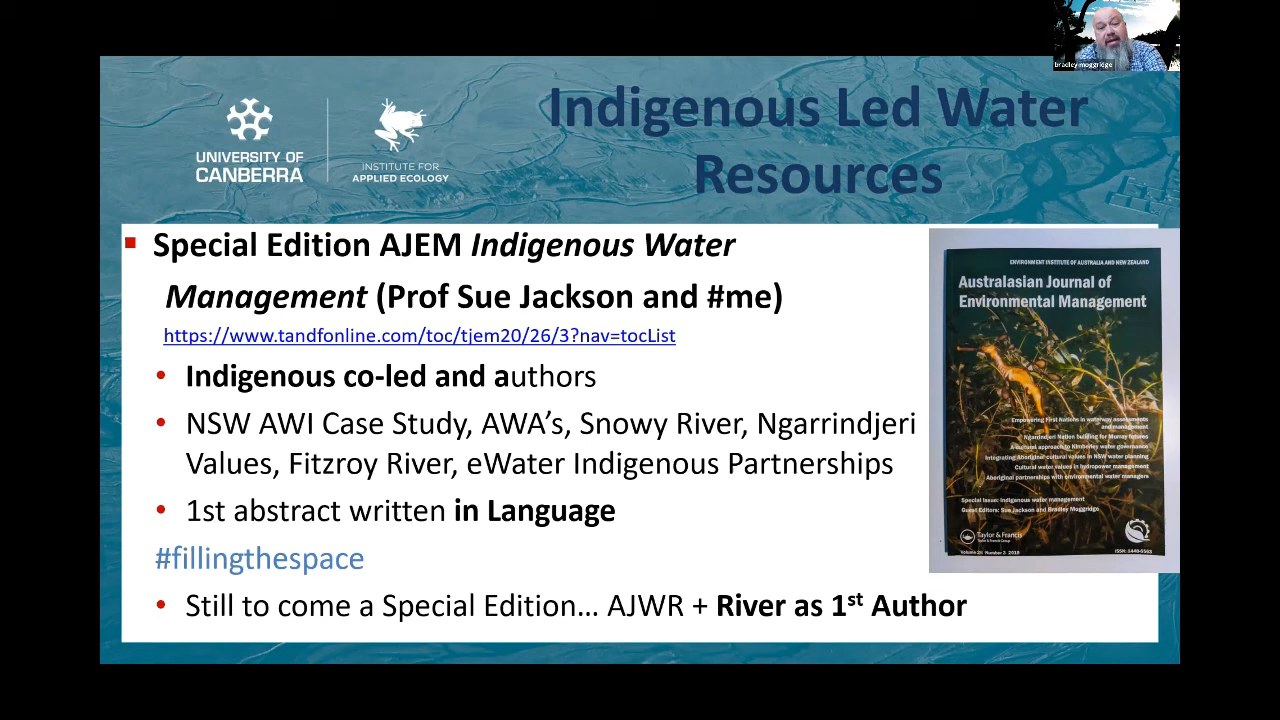 bradley moggridge
UNIVERSITY OF
CANBERRA
INSTITUTE FOR
APPLIED ECOLOGY
Indigenous Led Water
Resources
▪ Special Edition AJEM Indigenous Water
Management (Prof Sue Jackson and #me)
https://www.tandfonline.com/toc/tjem20/26/3?nav=tocList
• Indigenous co-led and authors
• NSW AWI Case Study, AWA’s, Snowy River, Ngarrindjeri
Values, Fitzroy River, eWater Indigenous Partnerships
• 1st abstract written in Language
#fillingthespace
• Still to come a Special Edition… AJWR + River as 1st Author
ENVIRONMENT INSTITUTE OF AUSTRALIA AND NEW ZEALAND
Australasian Journal of
Environmental Management
Empowering First Nations in waterway assessments
and management
Ngarrindjeri Nation building for Murray futures
A cultural approach to Kimberley water governance
Integrating Aboriginal cultural values in NSW water planning
Cultural water values in hydropower management
Aboriginal partnerships with environmental water managers
Special Issue: Indigenous water management
Guest Editors: Sue Jackson and Bradley Moggridge
Taylor & Francis
Taylor & Francis Group
Volume 26 Number 3 2019